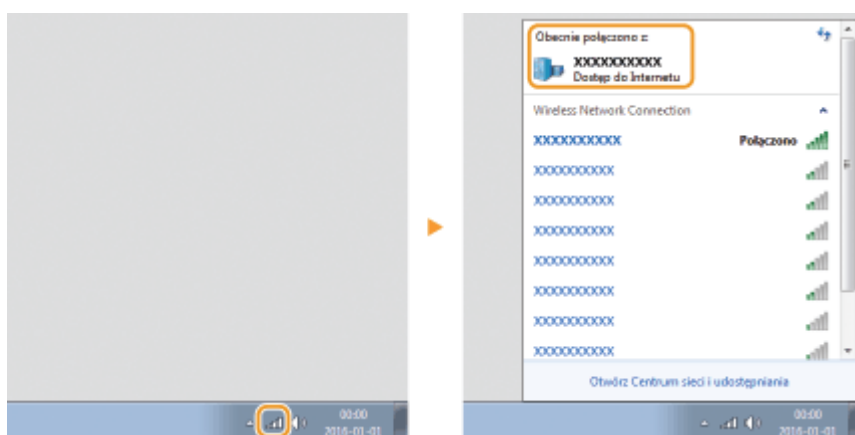 00:00
2016-01-01
Obecnie połączono z:
XXXXXXXXXX
Dostęp do Internetu
Wireless Network Connection
XXXXXXXXXX Połączono
XXXXXXXXXX
XXXXXXXXXX
XXXXXXXXXX
XXXXXXXXXX
XXXXXXXXXX
XXXXXXXXXX
XXXXXXXXXX
Otwórz Centrum sieci i udostępniania
00:00
2016-01-01